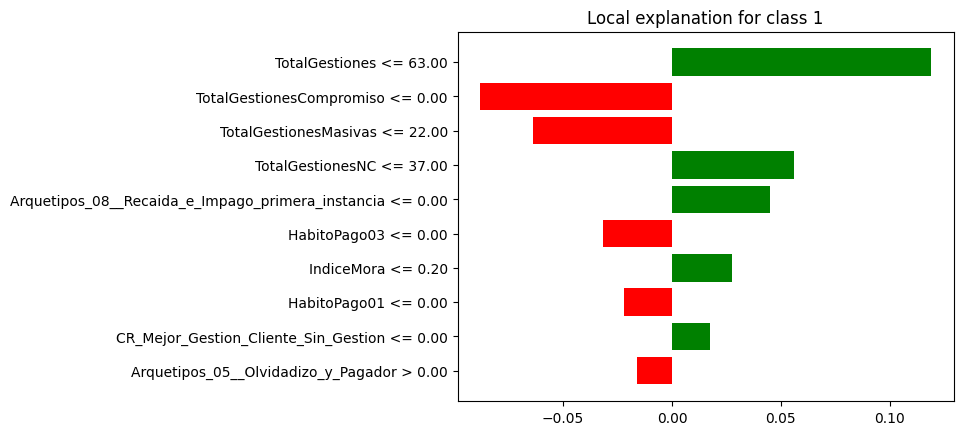 Local explanation for class 1
TotalGestiones <= 63.00
TotalGestionesCompromiso <= 0.00
TotalGestionesMasivas <= 22.00
TotalGestionesNC <= 37.00
Arquetipos_08__Recaida_e_Impago_primera_instancia <= 0.00
HabitoPago03 <= 0.00
IndiceMora <= 0.20
HabitoPago01 <= 0.00
CR_Mejor_Gestion_Cliente_Sin_Gestion <= 0.00
Arquetipos_05__Olvidadizo_y_Pagador > 0.00
−0.05 0.00 0.05 0.10